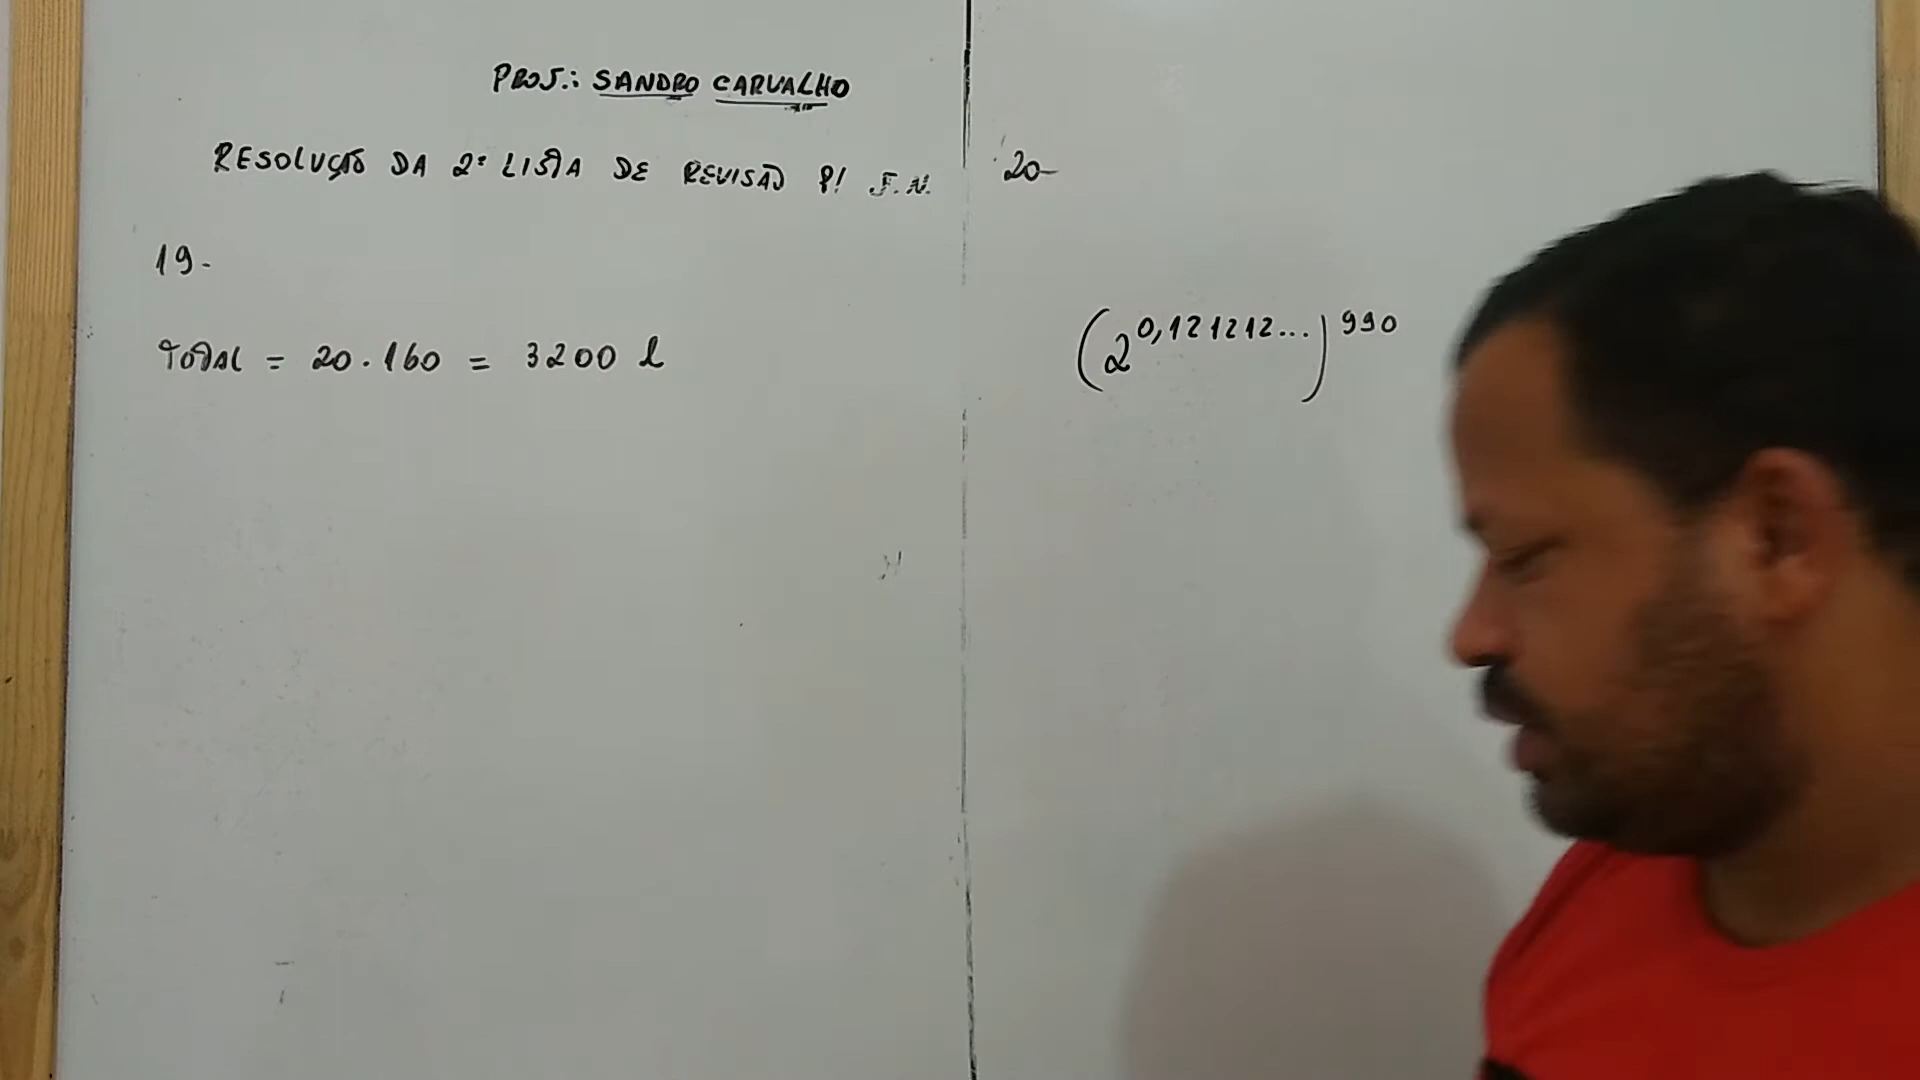 PROF.: SANDRO CARVALHO
RESOLUÇÃO DA 2ª LISTA DE REVISÃO P/ F.N.
19-
TOTAL = 20.160 = 3200 l
20-
(2^0,121212...)^990